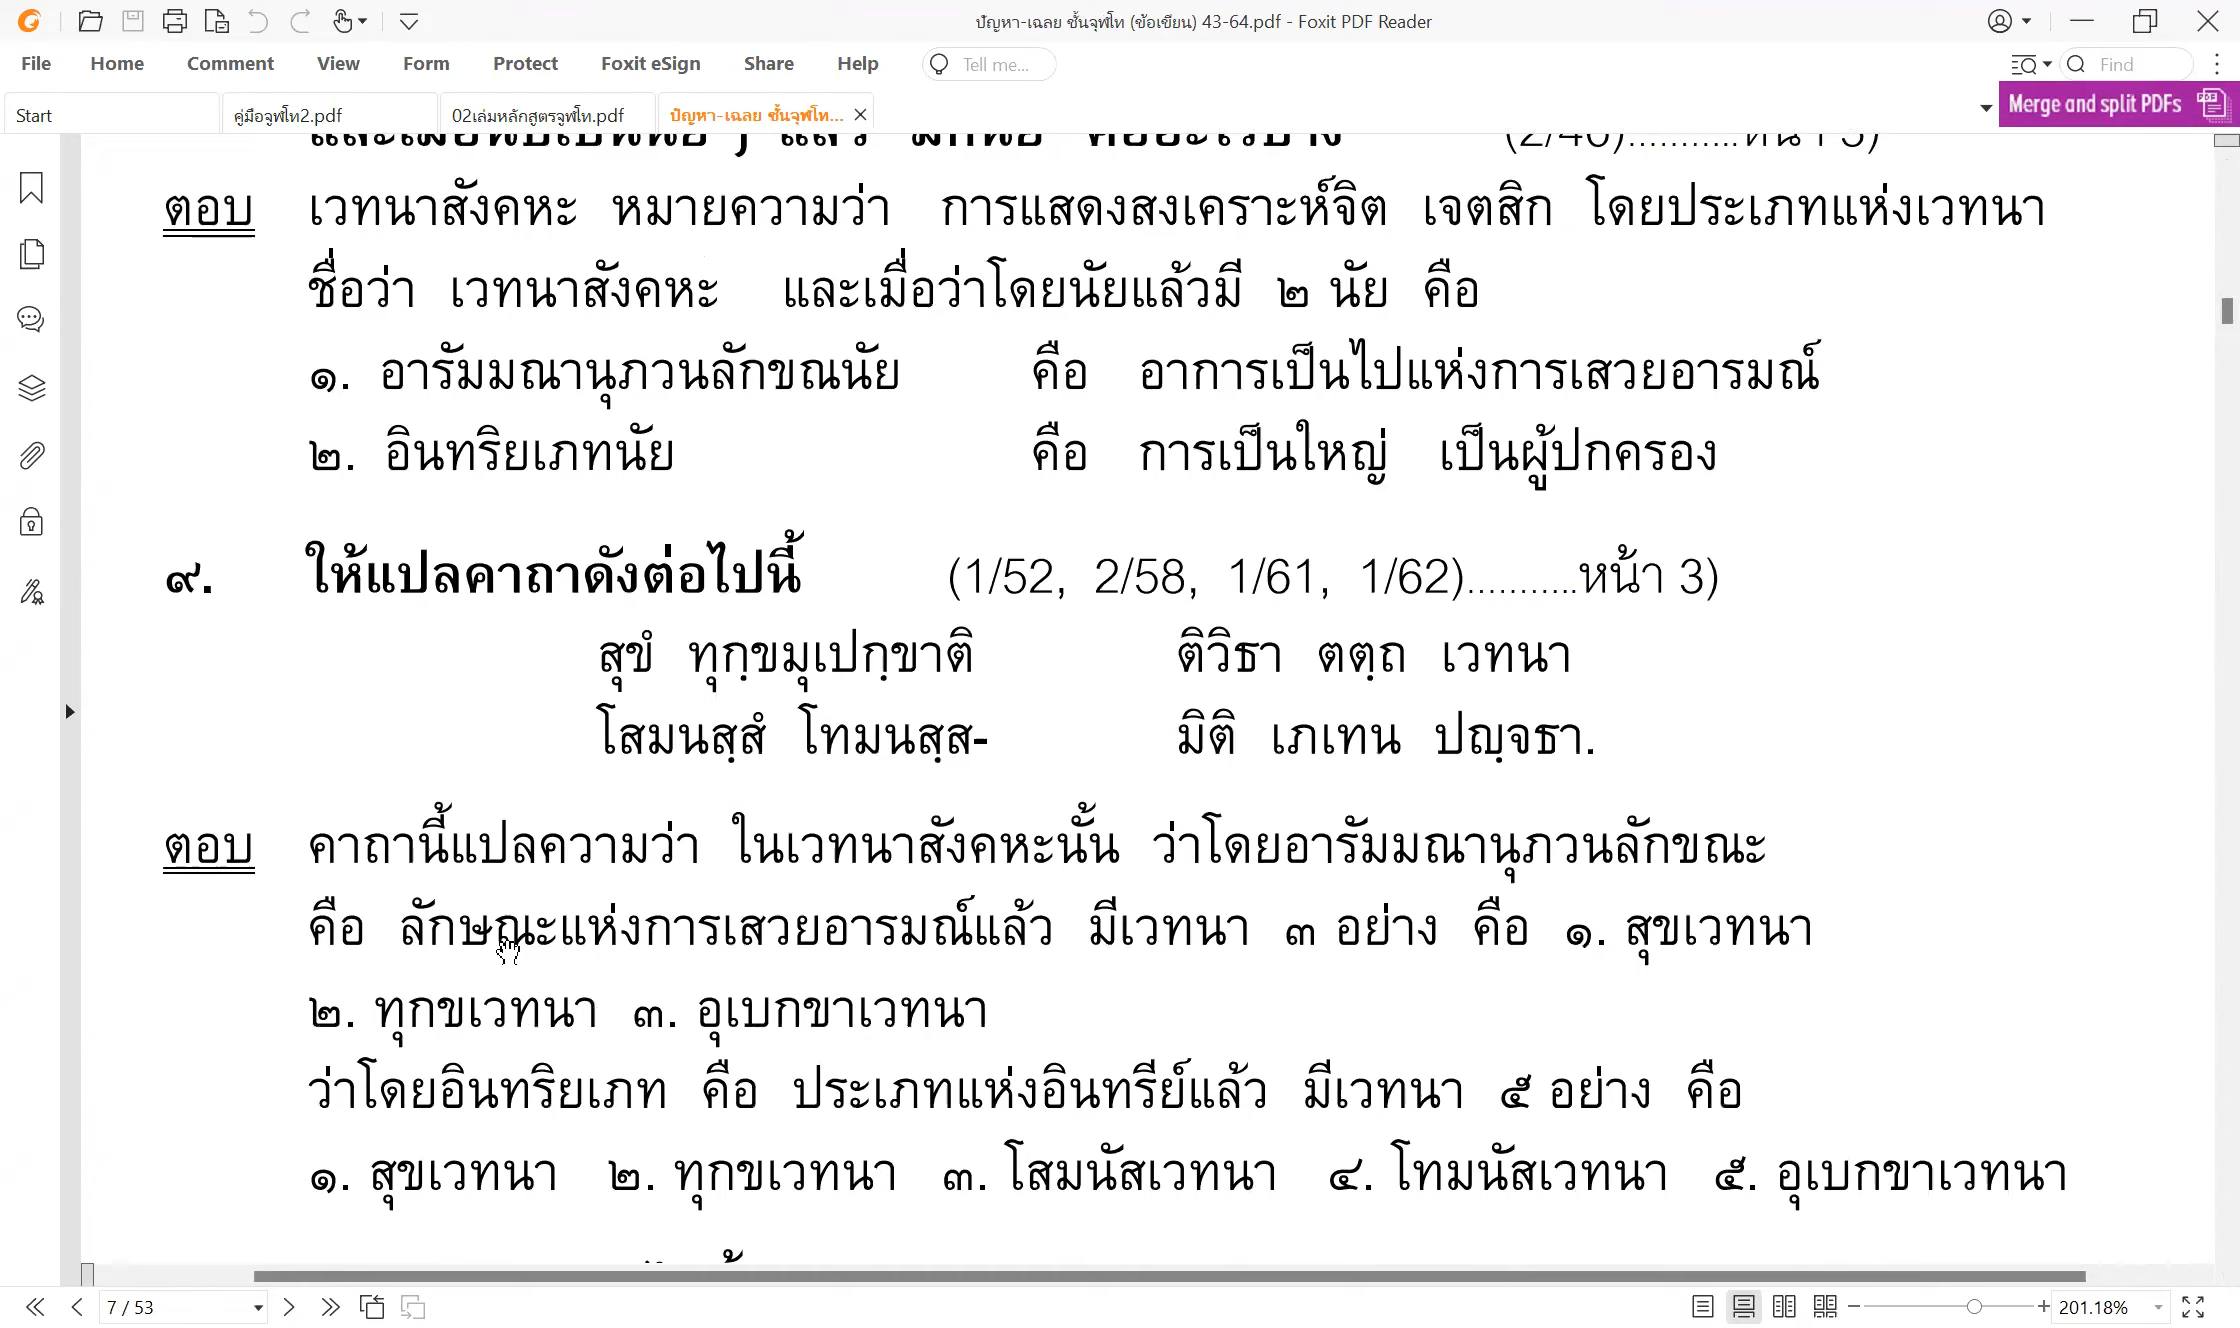 ปัญหา-เฉลย ชั้นจุฬโท (ข้อเขียน) 43-64.pdf - Foxit PDF Reader
File Home Comment View Form Protect Foxit eSign Share Help Tell me... Find
Start คู่มือจูฬโท2.pdf 02เล่มหลักสูตรจูฬโท.pdf ปัญหา-เฉลย ชั้นจุฬโท... Merge and split PDFs
(2/40)...........หน้า 3)
ตอบ เวทนาสังคหะ หมายความว่า การแสดงสงเคราะห์จิต เจตสิก โดยประเภทแห่งเวทนา
ชื่อว่า เวทนาสังคหะ และเมื่อว่าโดยนัยแล้วมี ๒ นัย คือ
๑. อารัมมณานุภวนลักขณนัย คือ อาการเป็นไปแห่งการเสวยอารมณ์
๒. อินทริยเภทนัย คือ การเป็นใหญ่ เป็นผู้ปกครอง
๙. ให้แปลคาถาดังต่อไปนี้ (1/52, 2/58, 1/61, 1/62)...........หน้า 3)
สุขํ ทุกฺขมุเปกฺขาติ ติวิธา ตตฺถ เวทนา
โสมนสฺสํ โทมนสฺส- มิติ เภเทน ปญฺจธา.
ตอบ คาถานี้แปลความว่า ในเวทนาสังคหะนั้น ว่าโดยอารัมมณานุภวนลักขณะ
คือ ลักษณะแห่งการเสวยอารมณ์แล้ว มีเวทนา ๓ อย่าง คือ ๑. สุขเวทนา
๒. ทุกขเวทนา ๓. อุเบกขาเวทนา
ว่าโดยอินทริยเภท คือ ประเภทแห่งอินทรีย์แล้ว มีเวทนา ๕ อย่าง คือ
๑. สุขเวทนา ๒. ทุกขเวทนา ๓. โสมนัสเวทนา ๔. โทมนัสเวทนา ๕. อุเบกขาเวทนา
7 / 53 201.18%